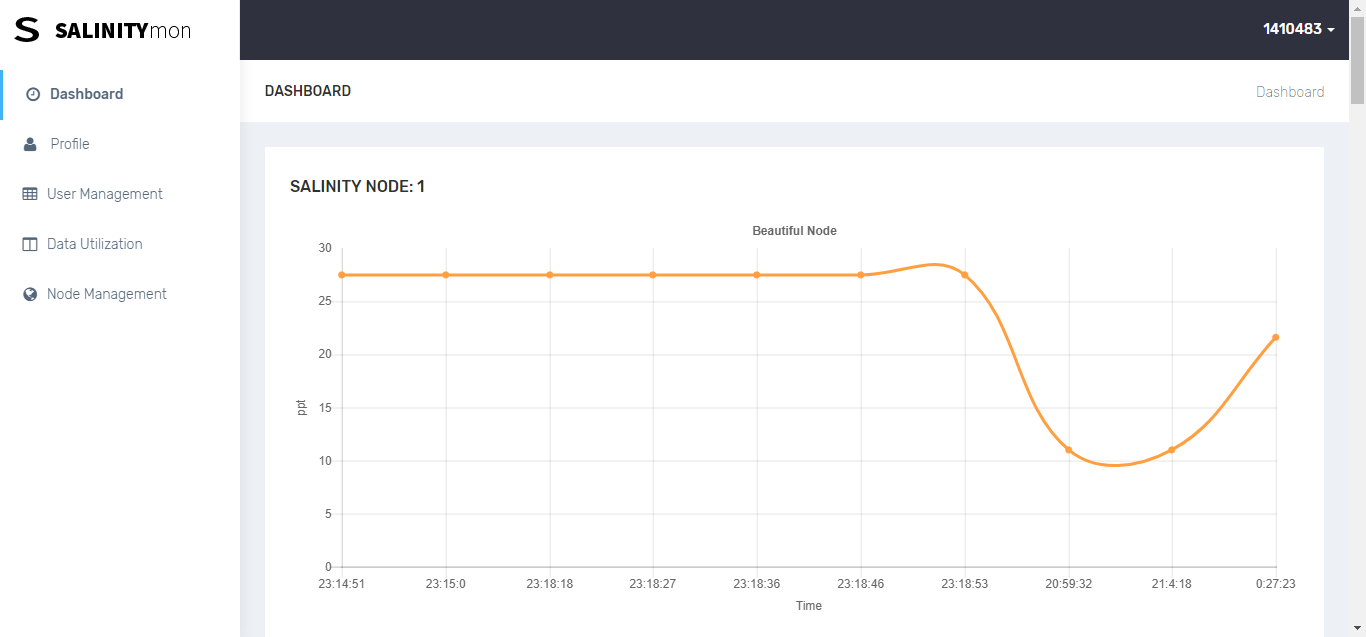 S SALINITYmon
1410483
Dashboard
DASHBOARD
Dashboard
Profile
User Management
Data Utilization
Node Management
SALINITY NODE: 1
Beautiful Node
30
25
20
15
10
5
0
ppt
23:14:51 23:15:0 23:18:18 23:18:27 23:18:36 23:18:46 23:18:53 20:59:32 21:4:18 0:27:23
Time